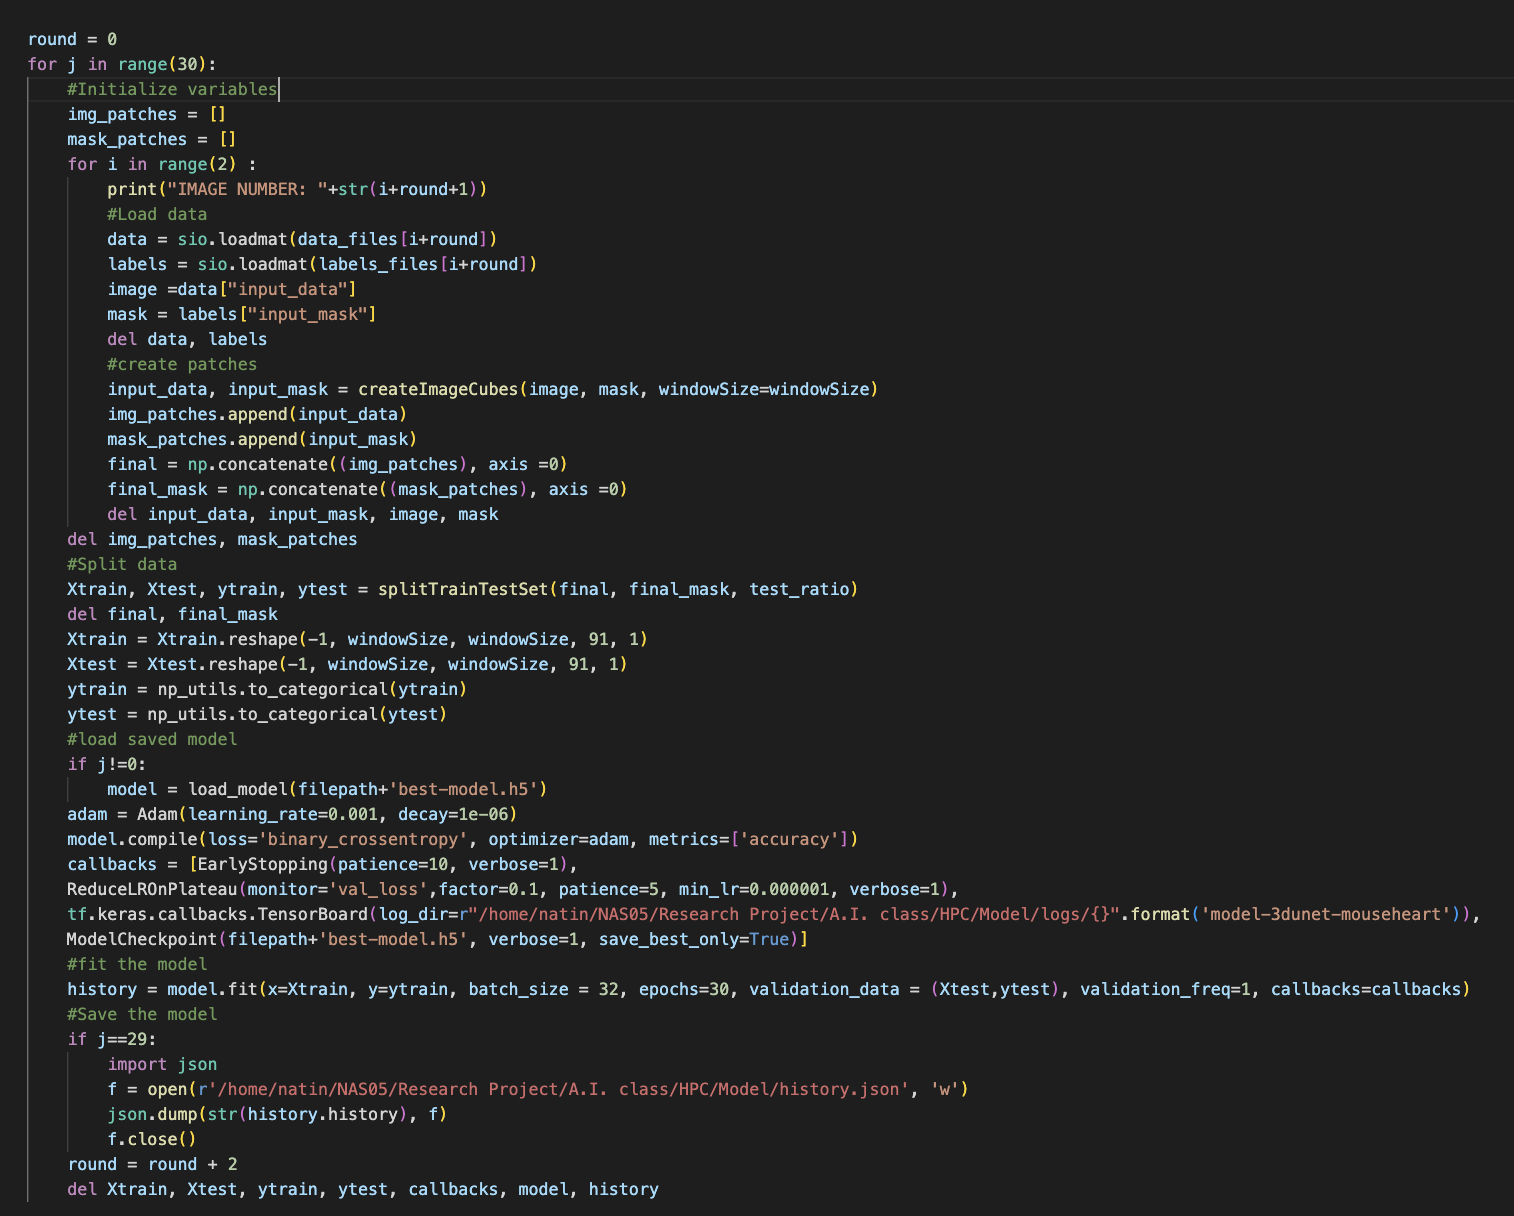 round = 0
for j in range(30):
    #Initialize variables
    img_patches = []
    mask_patches = []
    for i in range(2) :
        print("IMAGE NUMBER: "+str(i+round+1))
        #Load data
        data = sio.loadmat(data_files[i+round])
        labels = sio.loadmat(labels_files[i+round])
        image =data["input_data"]
        mask = labels["input_mask"]
        del data, labels
        #create patches
        input_data, input_mask = createImageCubes(image, mask, windowSize=windowSize)
        img_patches.append(input_data)
        mask_patches.append(input_mask)
        final = np.concatenate((img_patches), axis =0)
        final_mask = np.concatenate((mask_patches), axis =0)
        del input_data, input_mask, image, mask
    del img_patches, mask_patches
    #Split data
    Xtrain, Xtest, ytrain, ytest = splitTrainTestSet(final, final_mask, test_ratio)
    del final, final_mask
    Xtrain = Xtrain.reshape(-1, windowSize, windowSize, 91, 1)
    Xtest = Xtest.reshape(-1, windowSize, windowSize, 91, 1)
    ytrain = np_utils.to_categorical(ytrain)
    ytest = np_utils.to_categorical(ytest)
    #load saved model
    if j!=0:
        model = load_model(filepath+'best-model.h5')
    adam = Adam(learning_rate=0.001, decay=1e-06)
    model.compile(loss='binary_crossentropy', optimizer=adam, metrics=['accuracy'])
    callbacks = [EarlyStopping(patience=10, verbose=1),
    ReduceLROnPlateau(monitor='val_loss',factor=0.1, patience=5, min_lr=0.000001, verbose=1),
    tf.keras.callbacks.TensorBoard(log_dir=r"/home/natin/NAS05/Research Project/A.I. class/HPC/Model/logs/{}".format('model-3dunet-mouseheart')),
    ModelCheckpoint(filepath+'best-model.h5', verbose=1, save_best_only=True)]
    #fit the model
    history = model.fit(x=Xtrain, y=ytrain, batch_size = 32, epochs=30, validation_data = (Xtest,ytest), validation_freq=1, callbacks=callbacks)
    #Save the model
    if j==29:
        import json
        f = open(r'/home/natin/NAS05/Research Project/A.I. class/HPC/Model/history.json', 'w')
        json.dump(str(history.history), f)
        f.close()
    round = round + 2
    del Xtrain, Xtest, ytrain, ytest, callbacks, model, history